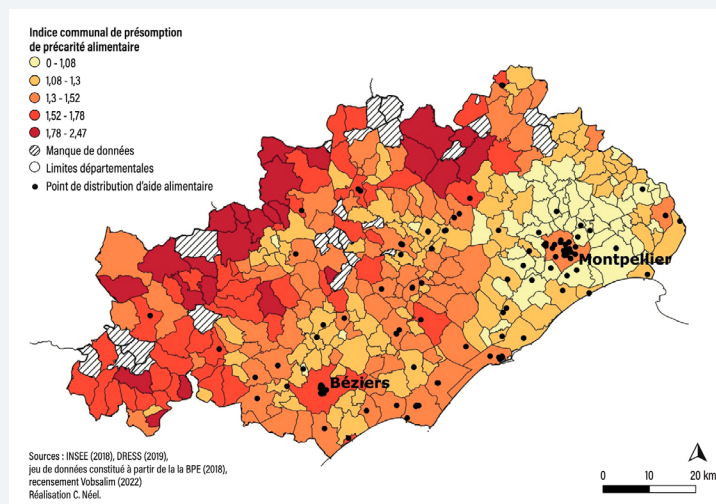 Indice communal de présomption
de précarité alimentaire
0 - 1,08
1,08 - 1,3
1,3 - 1,52
1,52 - 1,78
1,78 - 2,47
Manque de données
Limites départementales
Point de distribution d'aide alimentaire
Montpellier
Béziers
Sources : INSEE (2018), DRESS (2019),
jeu de données constitué à partir de la la BPE (2018),
recensement Vobsalim (2022)
Réalisation C. Néel.
0 10 20 km